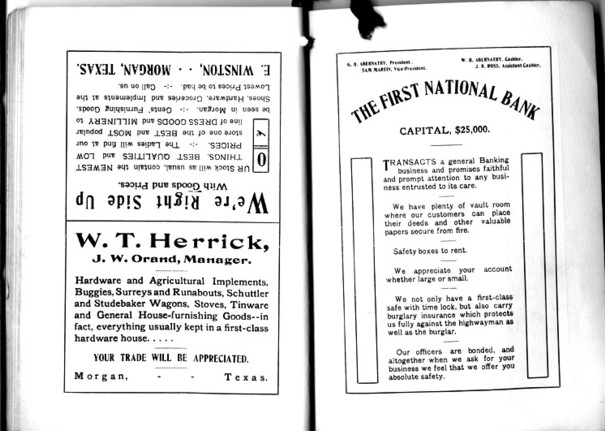 We're Right Side Up
With Goods and Prices.
OUR Stock will as usual, contain the NEWEST
THINGS, BEST QUALITIES and LOW
PRICES. -:- The Ladies will find at our
store one of the BEST and MOST popular
line of DRESS GOODS and MILLINERY to
be seen in Morgan. -:- Gents' Furnishing Goods,
Shoes, Hardware, Groceries and Implements at the
Lowest Prices to be had. -:- Call on us.
E. WINSTON, - - MORGAN, TEXAS.
W. T. Herrick,
J. W. Orand, Manager.
Hardware and Agricultural Implements,
Buggies, Surreys and Runabouts, Schuttler
and Studebaker Wagons, Stoves, Tinware
and General House-furnishing Goods--in
fact, everything usually kept in a first-class
hardware house. . . . .
YOUR TRADE WILL BE APPRECIATED.
Morgan, - - Texas.
G. B. ABERNATHY, President.
SAM MARTIN, Vice-President.
W. B. ABERNATHY, Cashier.
J. B. ROSS, Assistant Cashier.
THE FIRST NATIONAL BANK
CAPITAL, $25,000.
TRANSACTS a general Banking
business and premises faithful
and prompt attention to any busi-
ness entrusted to its care.
We have plenty of vault room
where our customers can place
their deeds and other valuable
papers secure from fire.
Safety boxes to rent.
We appreciate your account
whether large or small.
We not only have a first-class
safe with time lock, but also carry
burglary insurance which protects
us fully against the highwayman as
well as the burglar.
Our officers are bonded, and
altogether when we ask for your
business we feel that we offer you
absolute safety.